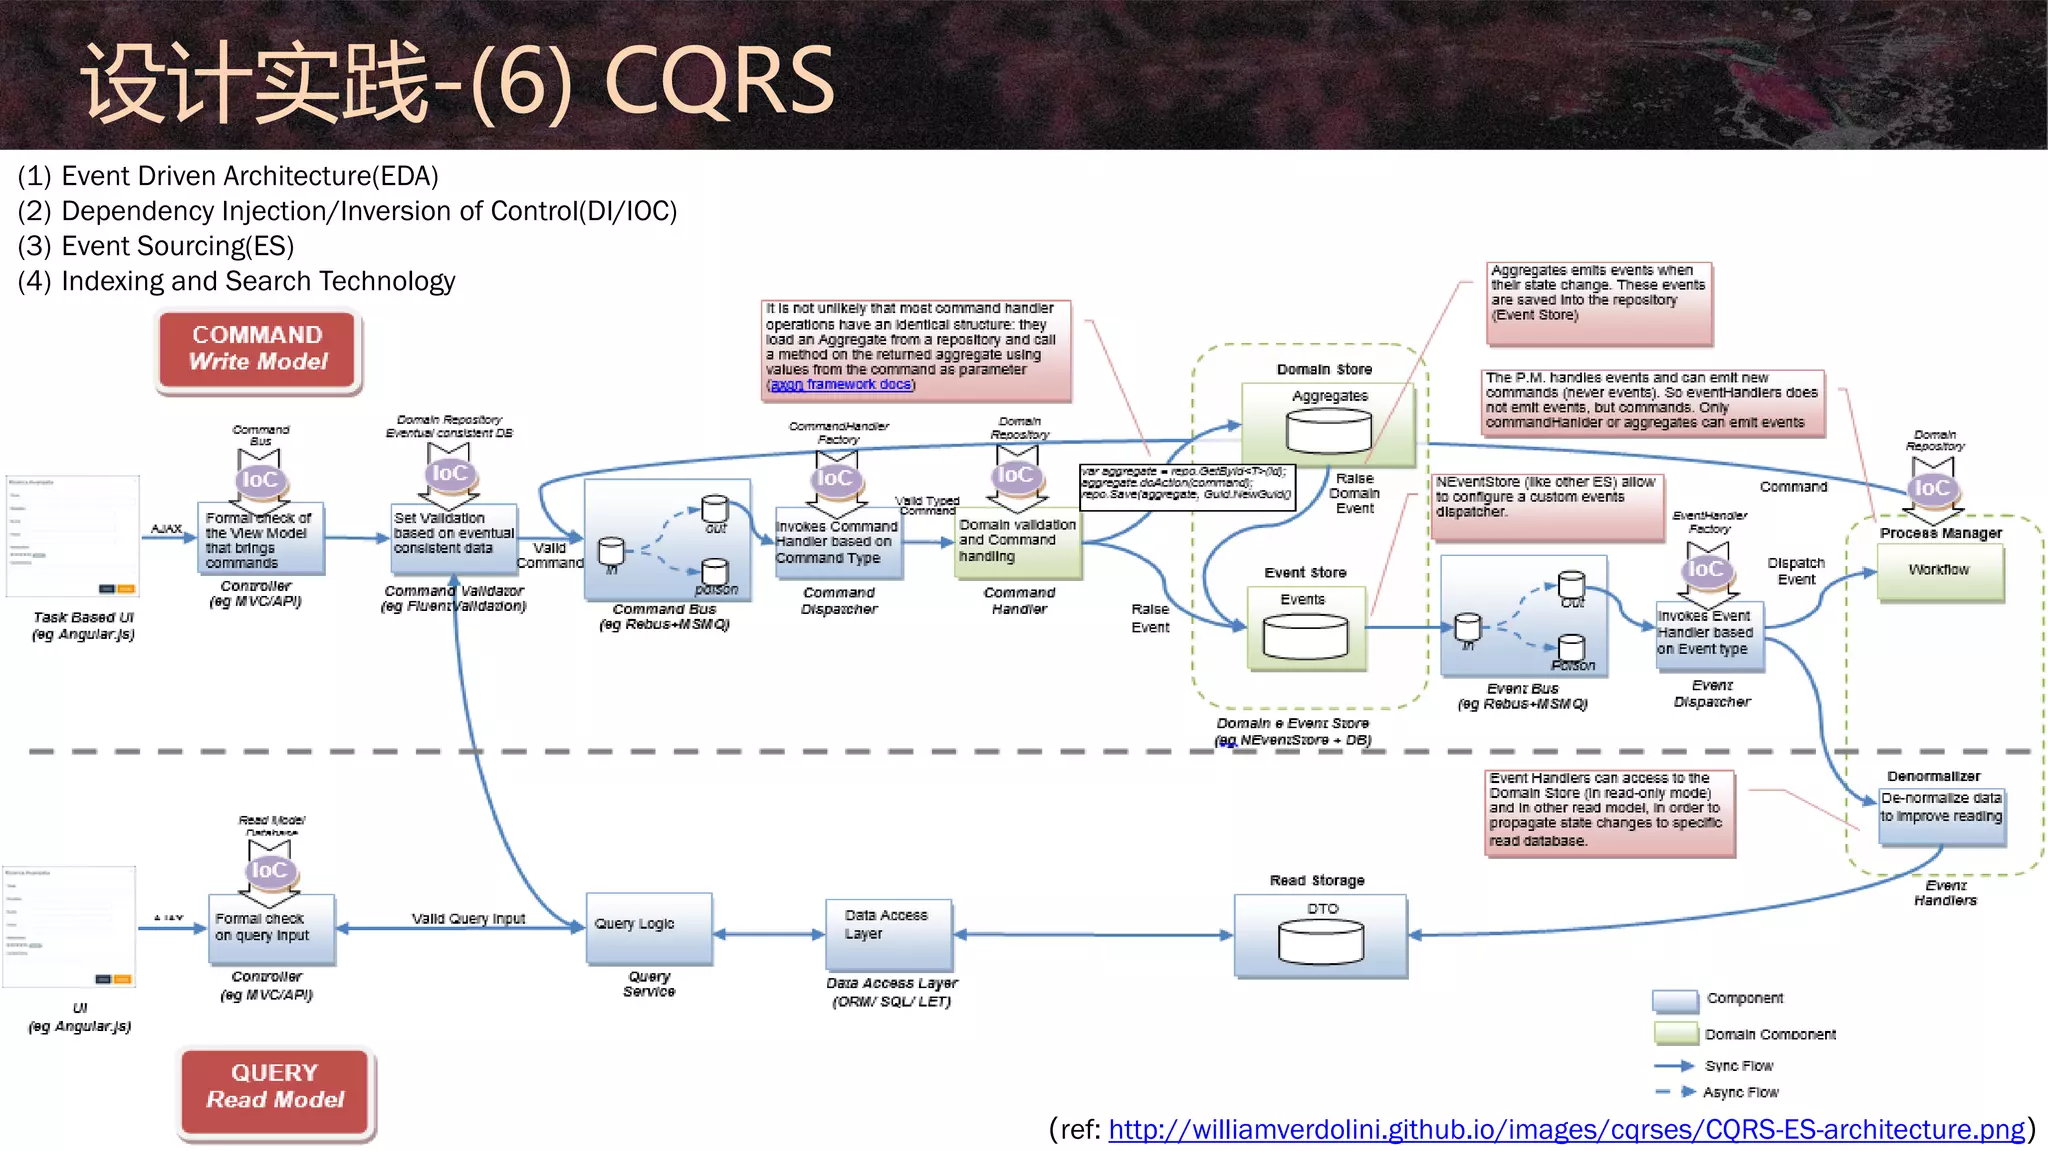 设计实践-(6) CQRS
(1) Event Driven Architecture(EDA)
(2) Dependency Injection/Inversion of Control(DI/IOC)
(3) Event Sourcing(ES)
(4) Indexing and Search Technology
COMMAND
Write Model
It is not unlikely that most command handler
operations have an identical structure: they
load an Aggregate from a repository and call
a method on the returned aggregate using
values from the command as parameter
(axon framework docs)
Aggregates emits events when
their state change. These events
are saved into the repository
(Event Store)
The P.M. handles events and can emit new
commands (never events). So eventHandlers does
not emit events, but commands. Only
commandHanlder or aggregates can emit events
Domain Store
Aggregates
Command
Bus
IoC
Domain Repository
Eventual consistent DB
IoC
CommandHandler
Factory
IoC
Domain
Repository
IoC
Domain
Repository
IoC
var aggregate = repo.GetById<T>(id);
aggregate.doAction(command);
repo.Save(aggregate, Guid.NewGuid()
Raise
Domain
Event
NEventStore (like other ES) allow
to configure a custom events
dispatcher.
Command
EventHandler
Factory
IoC
AJAX
Formal check of
the View Model
that brings
commands
Controller
(eg MVC/API)
Set Validation
based on eventual
consistent data
Command Validator
(eg FluentValidation)
Valid
Command
in
out
poison
Command Bus
(eg Rebus+MSMQ)
Invokes Command
Handler based on
Command Type
Command
Dispatcher
Valid Typed
Command
Domain validation
and Command
handling
Command
Handler
Raise
Event
Event Store
Events
Domain e Event Store
(eg. NEventStore + DB)
in
Out
Poison
Event Bus
(eg Rebus+MSMQ)
Invokes Event
Handler based
on Event type
Event
Dispatcher
Dispatch
Event
Process Manager
Workflow
Task Based UI
(eg Angular.js)
Event Handlers can access to the
Domain Store (in read-only mode)
and in other read model, in order to
propagate state changes to specific
read database.
Denormalizer
De-normalize data
to improve reading
Event
Handlers
Read Model
Database
IoC
AJAX
Formal check
on query input
Controller
(eg MVC/API)
Valid Query Input
Query Logic
Query
Service
Data Access
Layer
Data Access Layer
(ORM/ SQL/ LET)
Read Storage
DTO
UI
(eg Angular.js)
QUERY
Read Model
Component
Domain Component
Sync Flow
Async Flow
(ref: http://williamverdolini.github.io/images/cqrses/CQRS-ES-architecture.png)